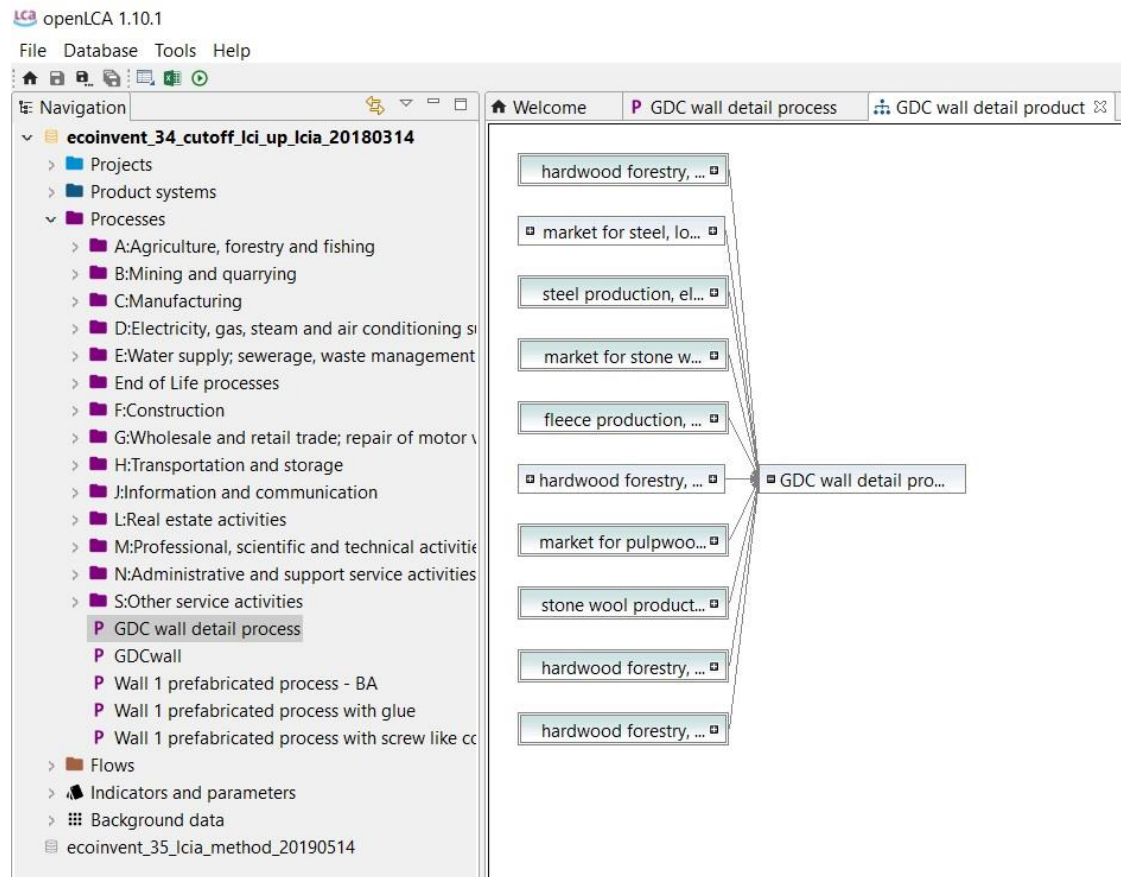 LCa openLCA 1.10.1
File Database Tools Help
Navigation
Welcome
P GDC wall detail process
GDC wall detail product
ecoinvent_34_cutoff_lci_up_lcia_20180314
Projects
Product systems
Processes
A:Agriculture, forestry and fishing
B:Mining and quarrying
C:Manufacturing
D:Electricity, gas, steam and air conditioning su
E:Water supply; sewerage, waste management
End of Life processes
F:Construction
G:Wholesale and retail trade; repair of motor v
H:Transportation and storage
J:Information and communication
L:Real estate activities
M:Professional, scientific and technical activitie
N:Administrative and support service activities
S:Other service activities
P GDC wall detail process
P GDCwall
P Wall 1 prefabricated process - BA
P Wall 1 prefabricated process with glue
P Wall 1 prefabricated process with screw like co
Flows
Indicators and parameters
Background data
ecoinvent_35_lcia_method_20190514
hardwood forestry, ...
market for steel, lo...
steel production, el...
market for stone w...
fleece production, ...
hardwood forestry, ...
GDC wall detail pro...
market for pulpwoo...
stone wool product...
hardwood forestry, ...
hardwood forestry, ...